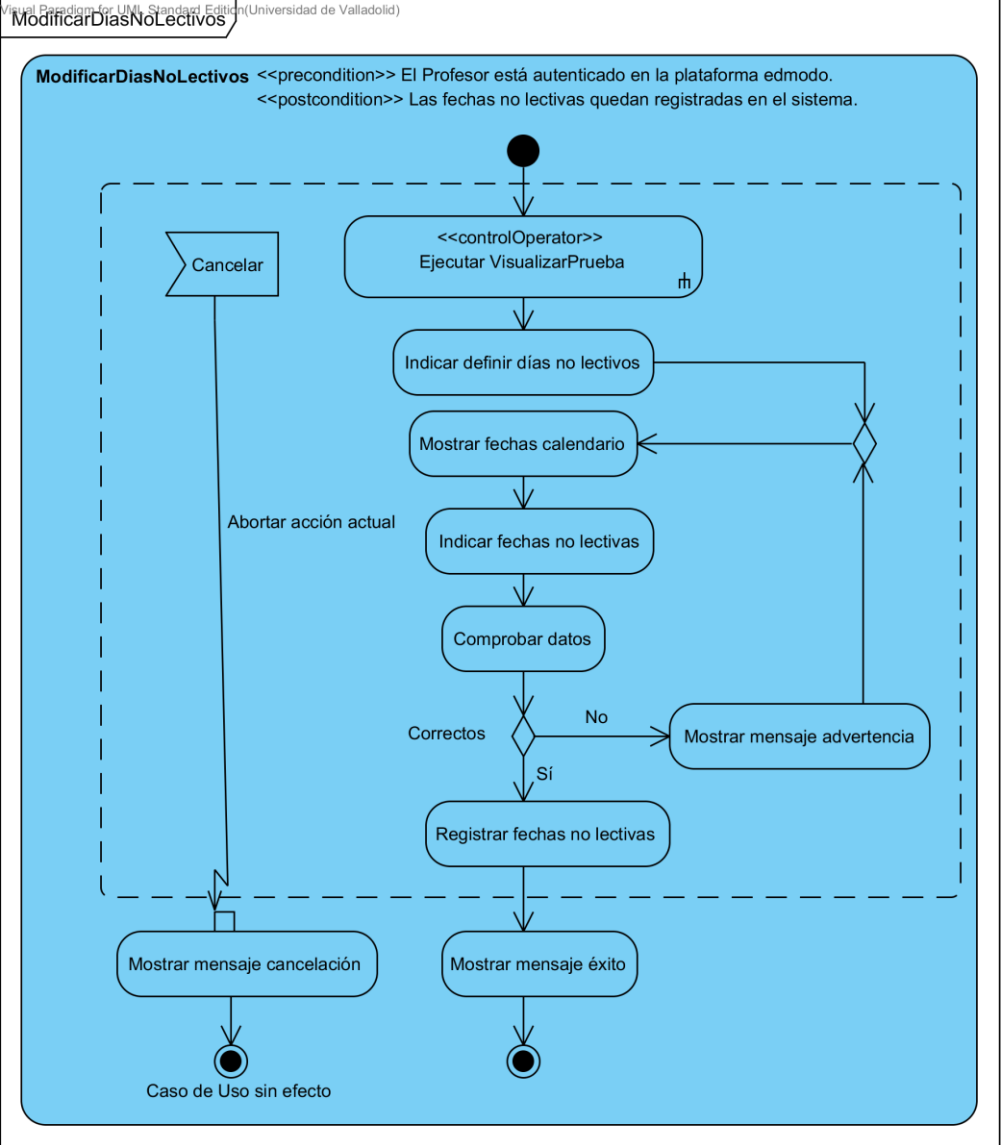 Visual Paradigm for UML Standard Edition(Universidad de Valladolid)
ModificarDiasNoLectivos
ModificarDiasNoLectivos <<precondition>> El Profesor está autenticado en la plataforma edmodo.
<<postcondition>> Las fechas no lectivas quedan registradas en el sistema.
<<controlOperator>>
Ejecutar VisualizarPrueba
Cancelar
Indicar definir días no lectivos
Mostrar fechas calendario
Abortar acción actual
Indicar fechas no lectivas
Comprobar datos
Correctos
No
Mostrar mensaje advertencia
Sí
Registrar fechas no lectivas
Mostrar mensaje cancelación
Mostrar mensaje éxito
Caso de Uso sin efecto